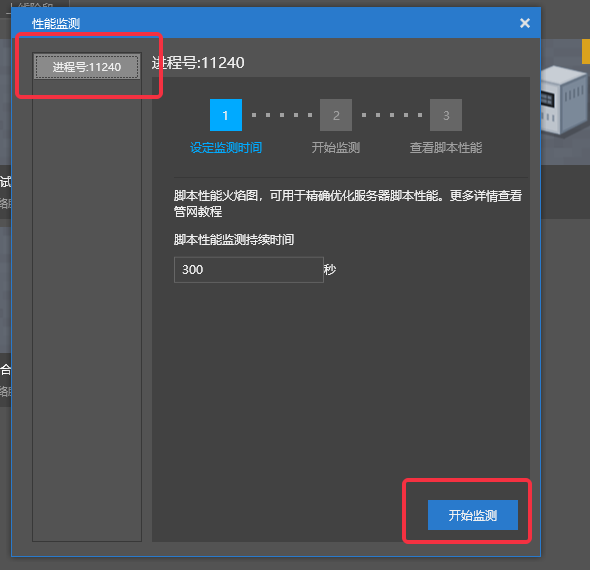 性能监测
进程号:11240
进程号:11240
1
2
3
设定监测时间
开始监测
查看脚本性能
脚本性能火焰图，可用于精确优化服务器脚本性能。更多详情查看
管网教程
脚本性能监测持续时间
300
秒
开始监测
试
合